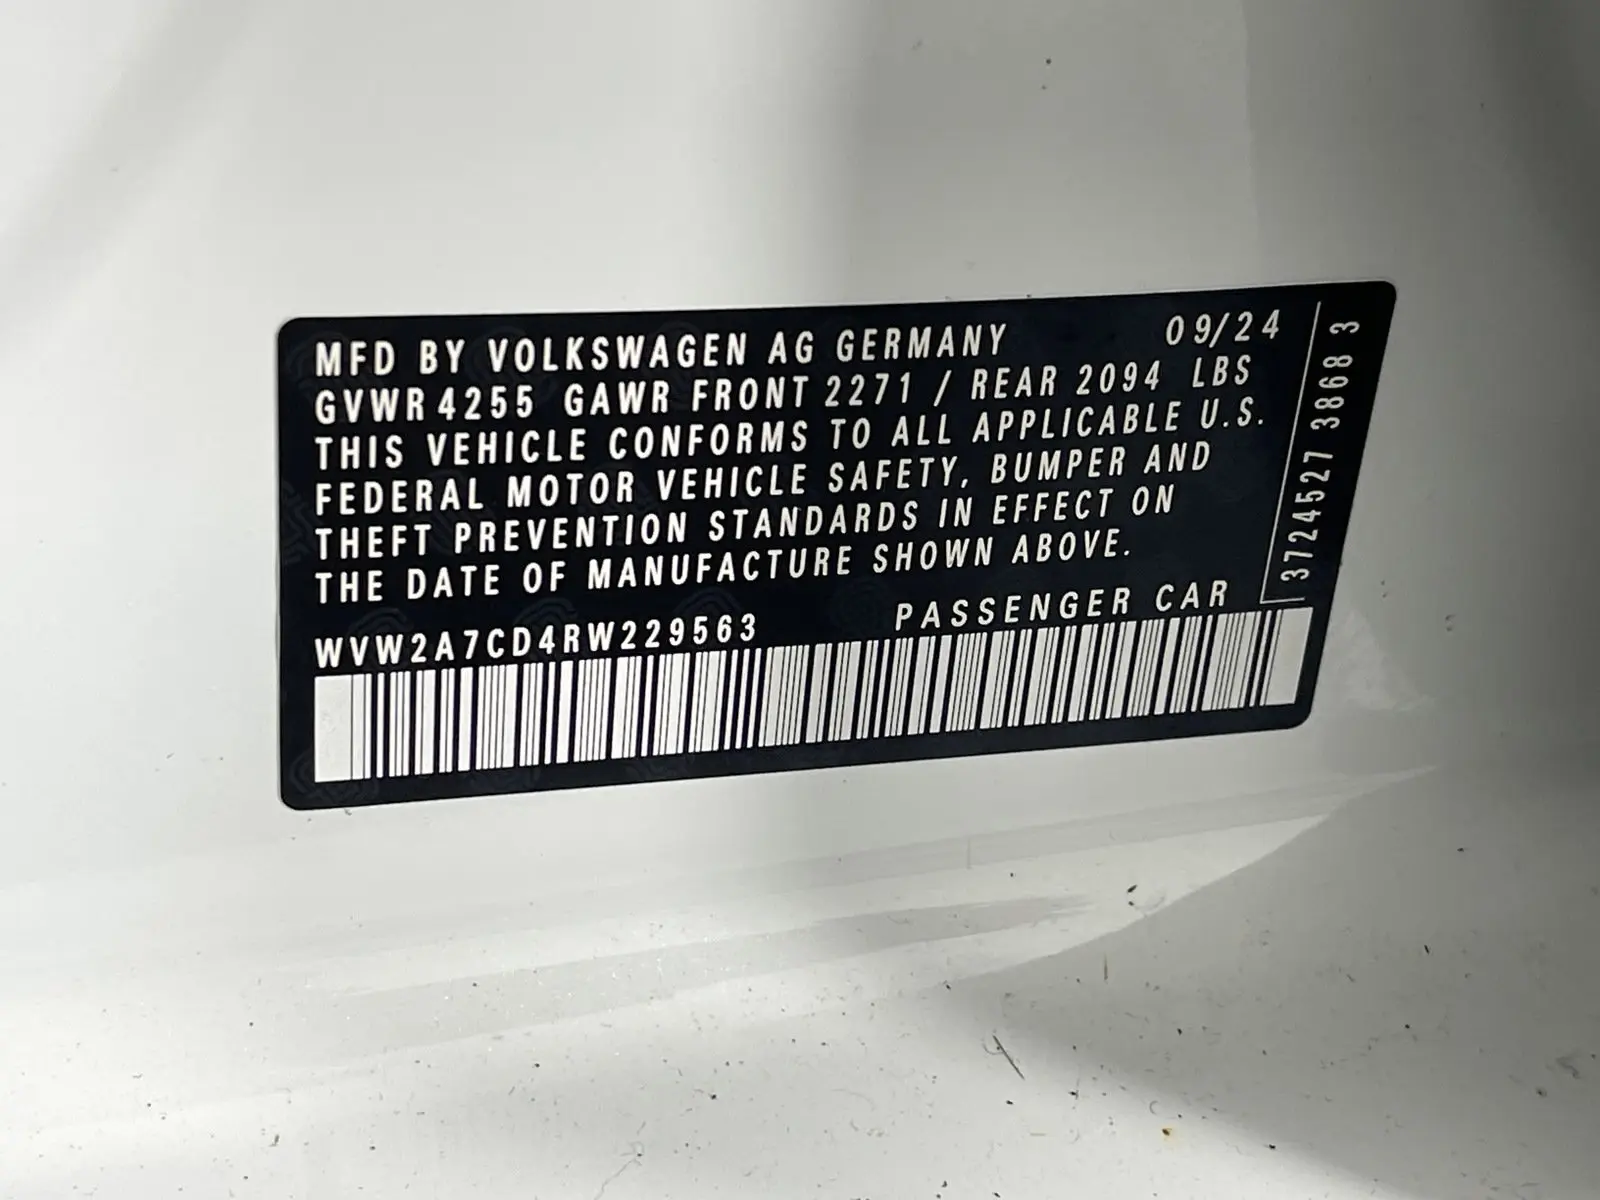 MFD BY VOLKSWAGEN AG GERMANY 09/24
GVWR 4255 GAWR FRONT 2271 / REAR 2094 LBS
THIS VEHICLE CONFORMS TO ALL APPLICABLE U.S.
FEDERAL MOTOR VEHICLE SAFETY, BUMPER AND
THEFT PREVENTION STANDARDS IN EFFECT ON
THE DATE OF MANUFACTURE SHOWN ABOVE.
WVW2A7CD4RW229563 PASSENGER CAR
3724527 3868 3